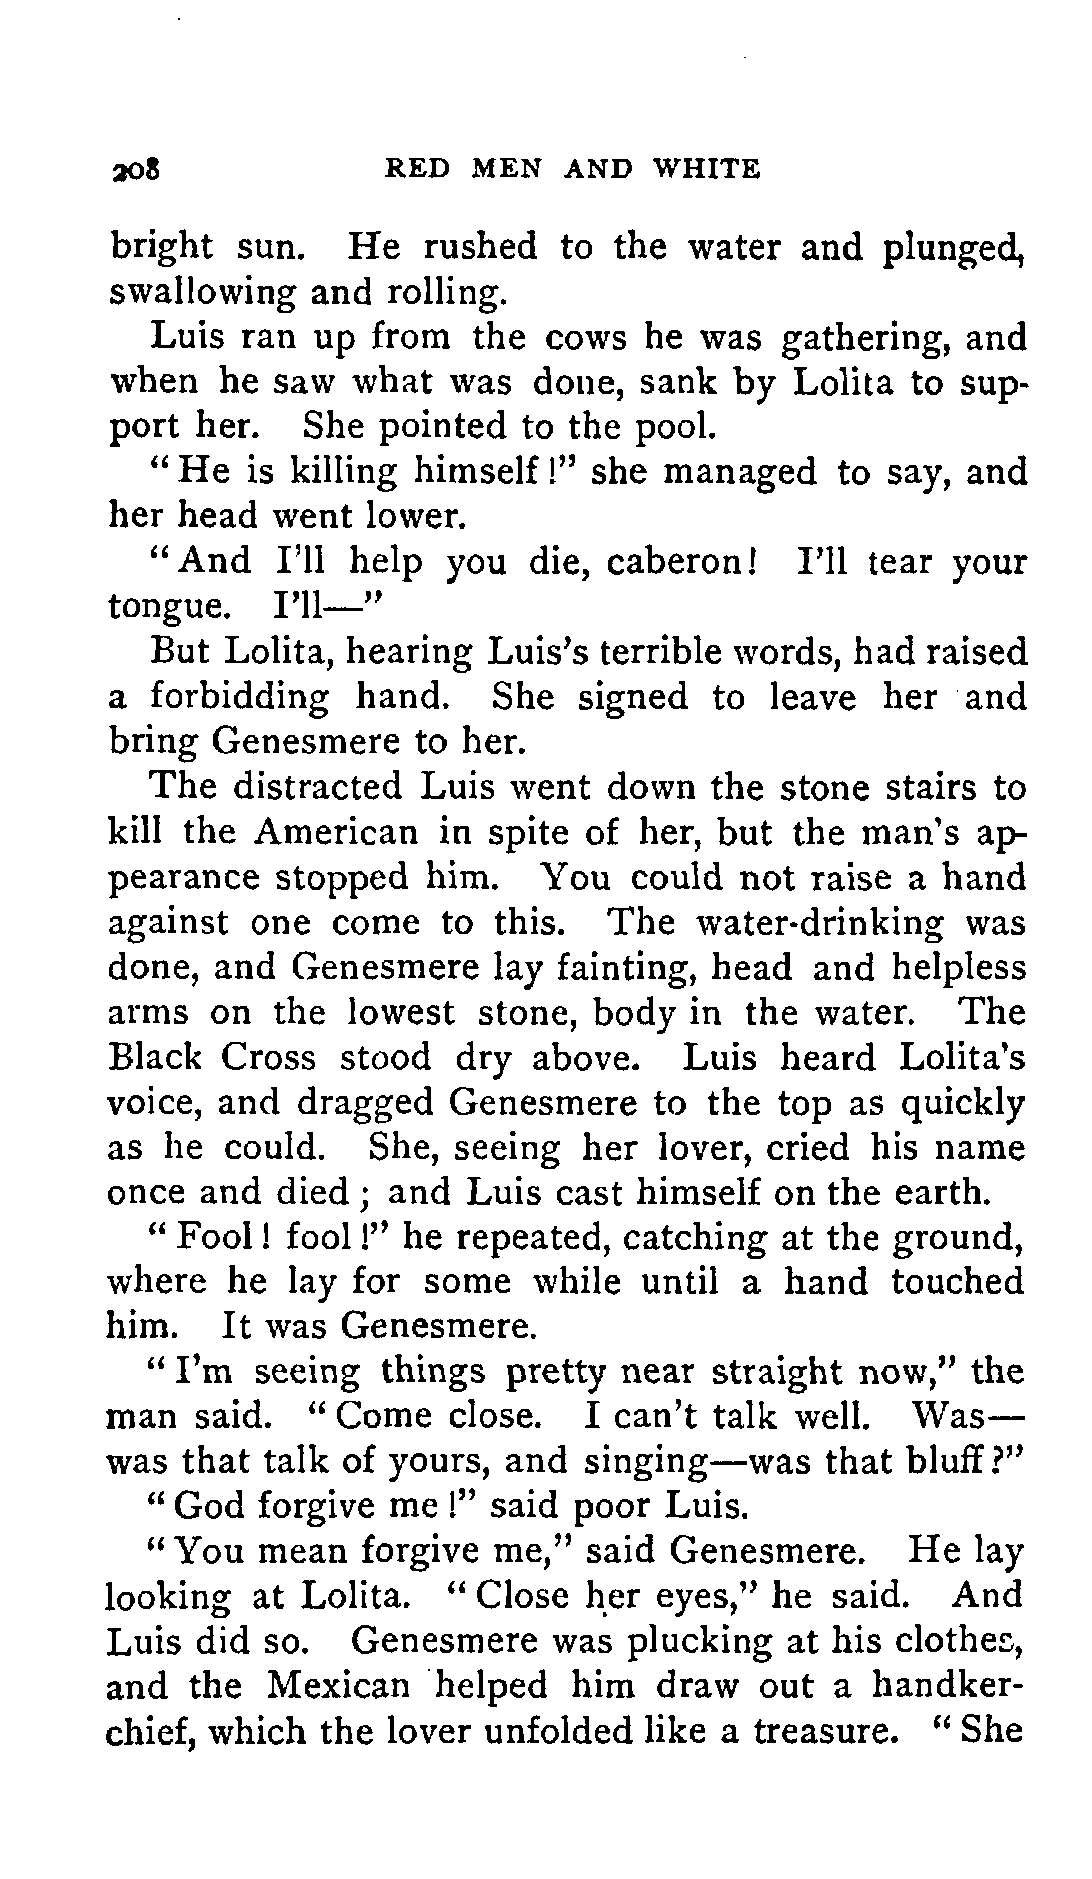 208 RED MEN AND WHITE
bright sun. He rushed to the water and plunged,
swallowing and rolling.
Luis ran up from the cows he was gathering, and
when he saw what was done, sank by Lolita to sup-
port her. She pointed to the pool.
“He is killing himself!” she managed to say, and
her head went lower.
“And I’ll help you die, caberon! I’ll tear your
tongue. I’ll—”
But Lolita, hearing Luis’s terrible words, had raised
a forbidding hand. She signed to leave her and
bring Genesmere to her.
The distracted Luis went down the stone stairs to
kill the American in spite of her, but the man’s ap-
pearance stopped him. You could not raise a hand
against one come to this. The water-drinking was
done, and Genesmere lay fainting, head and helpless
arms on the lowest stone, body in the water. The
Black Cross stood dry above. Luis heard Lolita’s
voice, and dragged Genesmere to the top as quickly
as he could. She, seeing her lover, cried his name
once and died; and Luis cast himself on the earth.
“Fool! fool!” he repeated, catching at the ground,
where he lay for some while until a hand touched
him. It was Genesmere.
“I’m seeing things pretty near straight now,” the
man said. “Come close. I can’t talk well. Was—
was that talk of yours, and singing—was that bluff?”
“God forgive me!” said poor Luis.
“You mean forgive me,” said Genesmere. He lay
looking at Lolita. “Close her eyes,” he said. And
Luis did so. Genesmere was plucking at his clothes,
and the Mexican helped him draw out a handker-
chief, which the lover unfolded like a treasure. “She